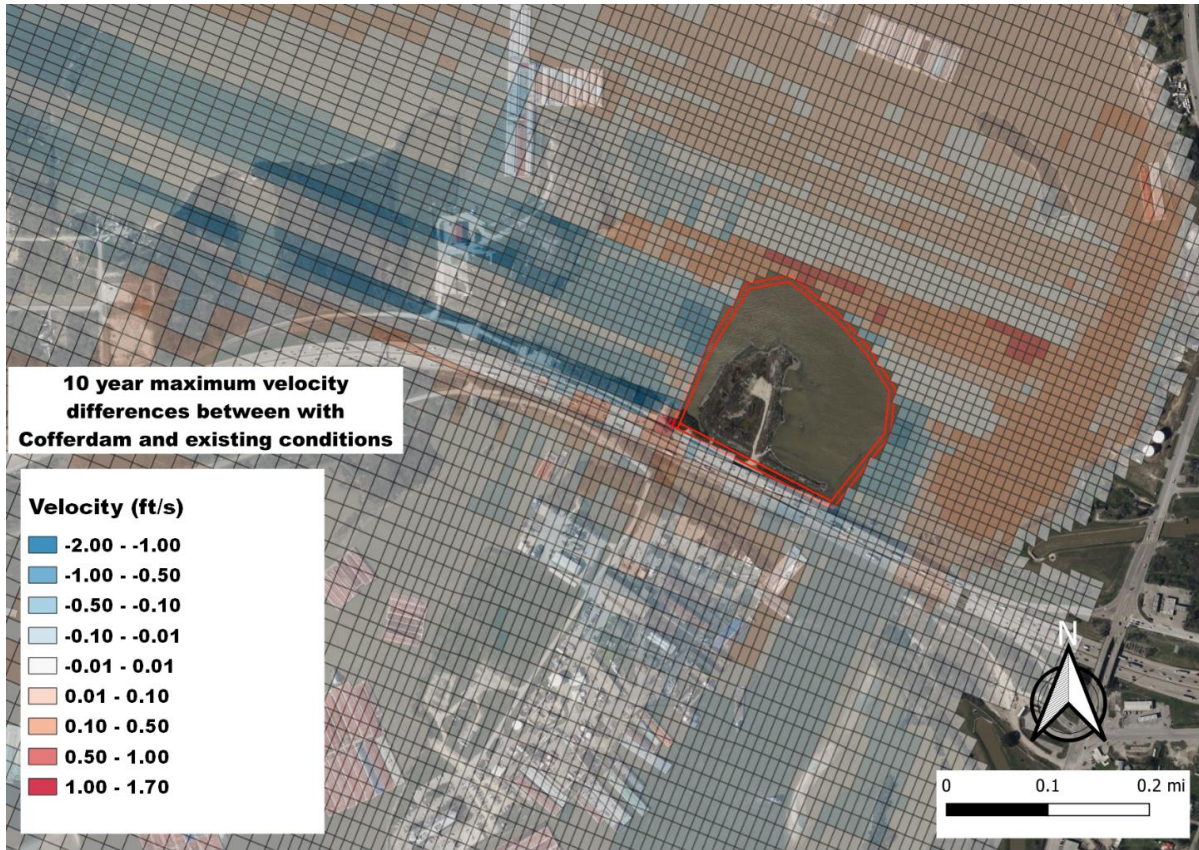 10 year maximum velocity
differences between with
Cofferdam and existing conditions
Velocity (ft/s)
-2.00 - -1.00
-1.00 - -0.50
-0.50 - -0.10
-0.10 - -0.01
-0.01 - 0.01
0.01 - 0.10
0.10 - 0.50
0.50 - 1.00
1.00 - 1.70
N
0 0.1 0.2 mi